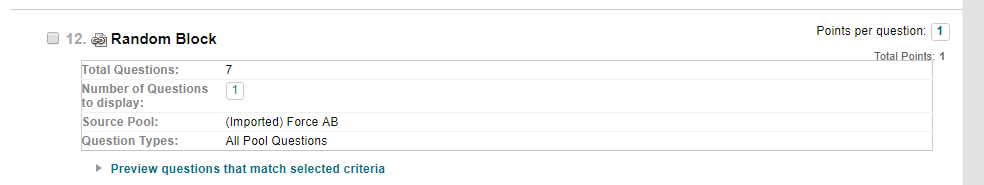 Points per question: 1
12. Random Block
Total Points: 1
Total Questions: 7
Number of Questions to display: 1
Source Pool: (Imported) Force AB
Question Types: All Pool Questions
Preview questions that match selected criteria